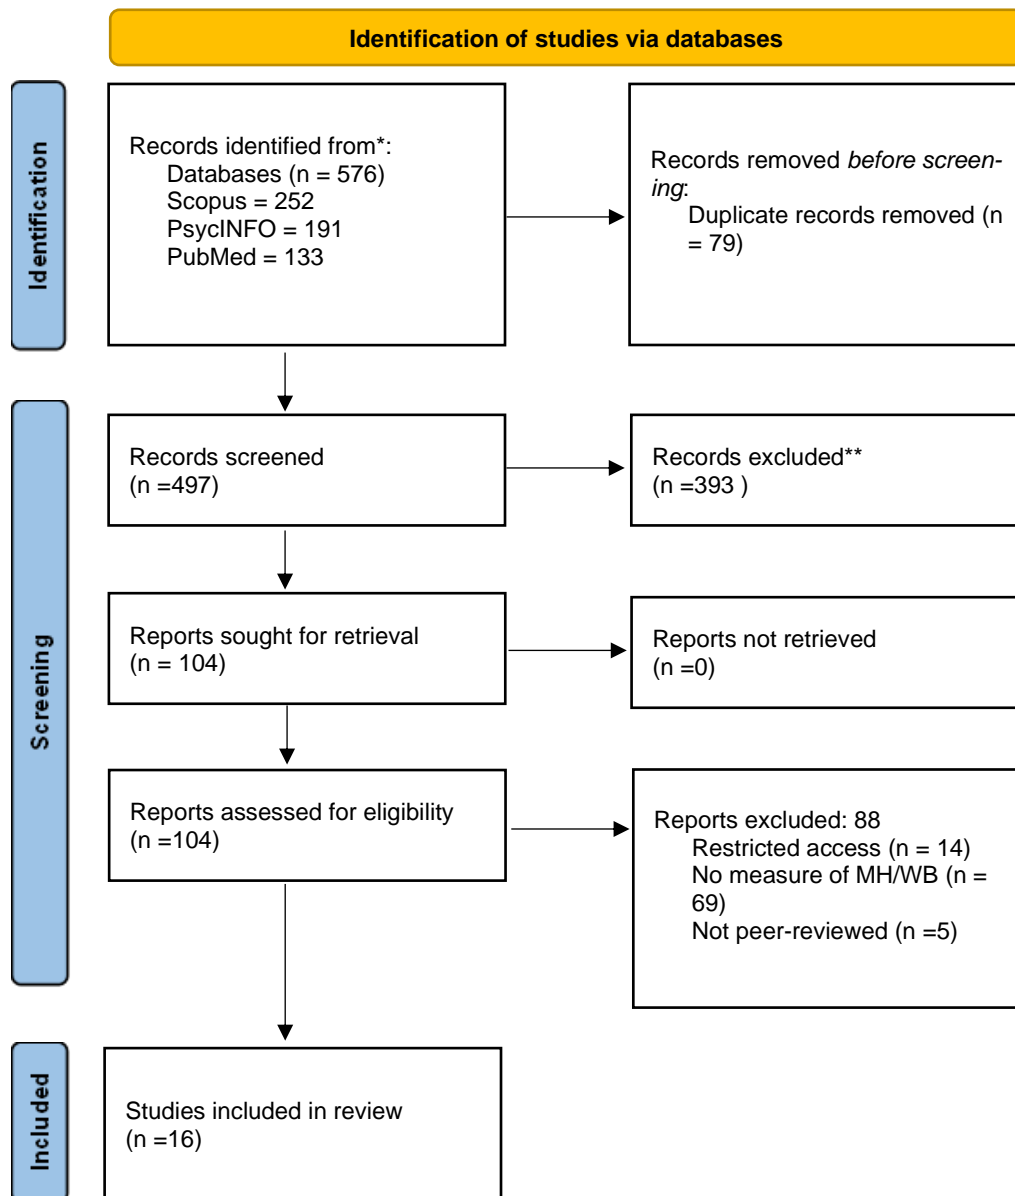 Identification of studies via databases
Identification
Records identified from*:
Databases (n = 576)
Scopus = 252
PsycINFO = 191
PubMed = 133
Records removed before screen-
ing:
Duplicate records removed (n
= 79)
Screening
Records screened
(n =497)
Records excluded**
(n =393 )
Reports sought for retrieval
(n = 104)
Reports not retrieved
(n =0)
Reports assessed for eligibility
(n =104)
Reports excluded: 88
Restricted access (n = 14)
No measure of MH/WB (n =
69)
Not peer-reviewed (n =5)
Included
Studies included in review
(n =16)